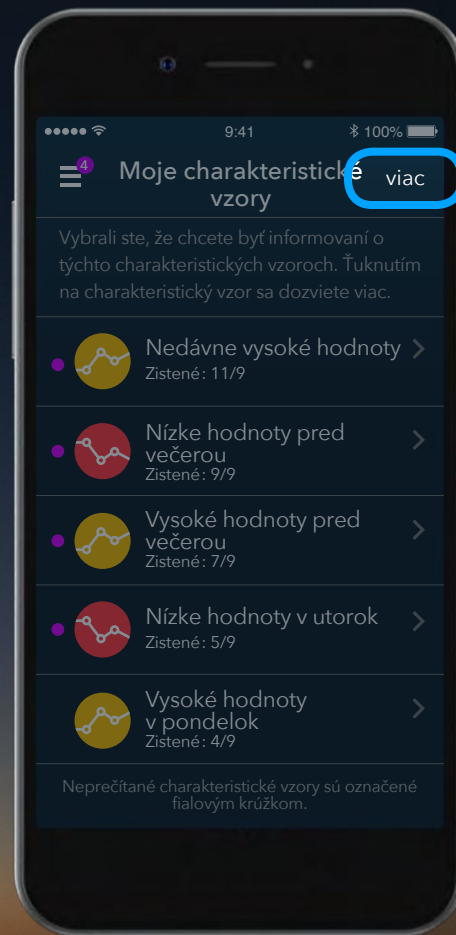 9:41
100%
4
Moje charakteristické
vzory
viac
Vybrali ste, že chcete byť informovaní o
týchto charakteristických vzoroch. Ťuknutím
na charakteristický vzor sa dozviete viac.
Nedávne vysoké hodnoty
Zistené: 11/9
Nízke hodnoty pred
večerou
Zistené: 9/9
Vysoké hodnoty pred
večerou
Zistené: 7/9
Nízke hodnoty v utorok
Zistené: 5/9
Vysoké hodnoty
v pondelok
Zistené: 4/9
Neprečítané charakteristické vzory sú označené
fialovým krúžkom.